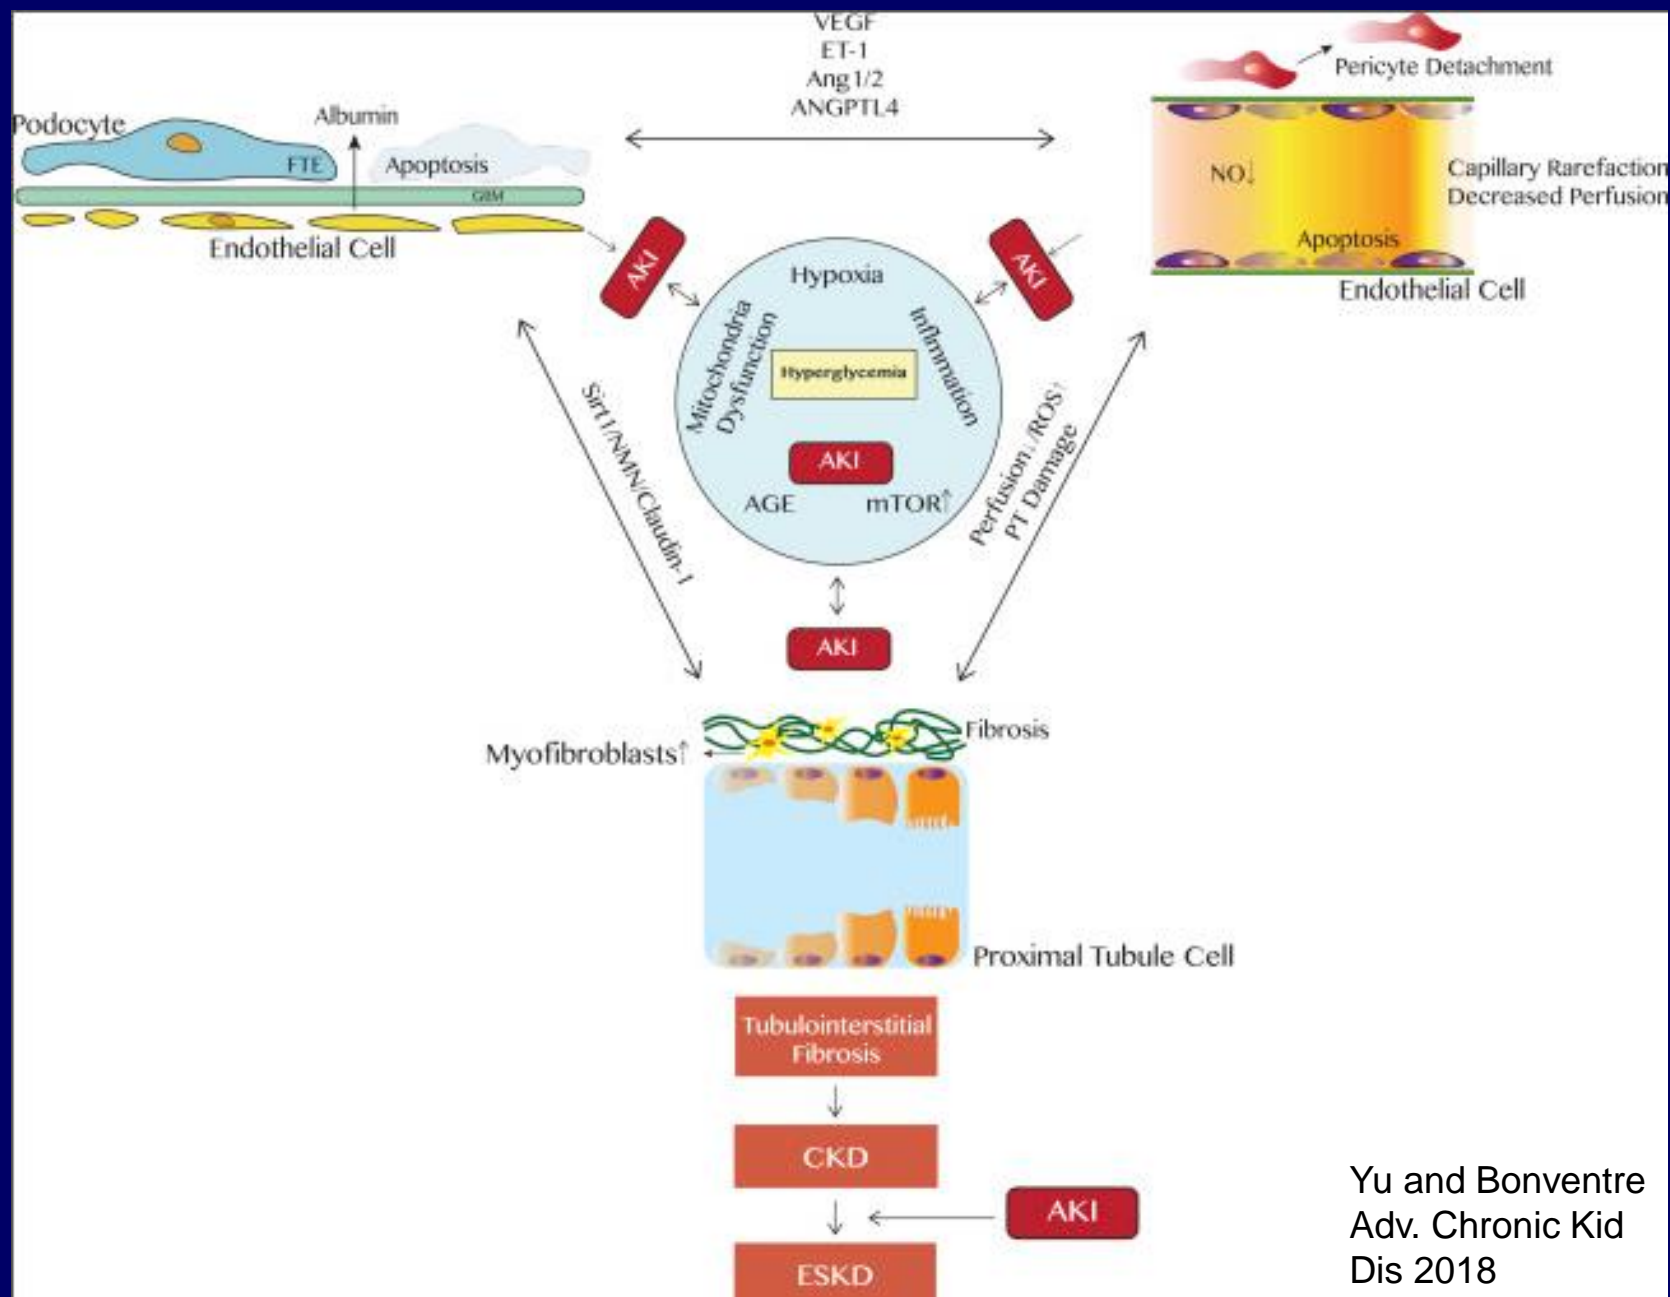 VEGF
ET-1
Ang1/2
ANGPTL4
Pericyte Detachment
Podocyte
Albumin
FTE
Apoptosis
GBM
Endothelial Cell
NO↓
Capillary Rarefaction
Decreased Perfusion
Apoptosis
Endothelial Cell
AKI
AKI
Hypoxia
Mitochondria
Dysfunction
Inflmmation
Hyperglycemia
AKI
AGE
mTOR↑
Sirt1/NMN/Claudin-1
Perfusion↓/ROS↑
PT Damage
AKI
Fibrosis
Myofibroblasts↑
Proximal Tubule Cell
Tubulointerstitial
Fibrosis
CKD
AKI
ESKD
Yu and Bonventre
Adv. Chronic Kid
Dis 2018